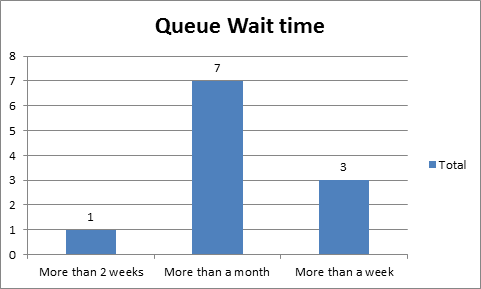 Queue Wait time
8
7
6
5
4
3
2
1
0
1
7
3
More than 2 weeks
More than a month
More than a week
Total